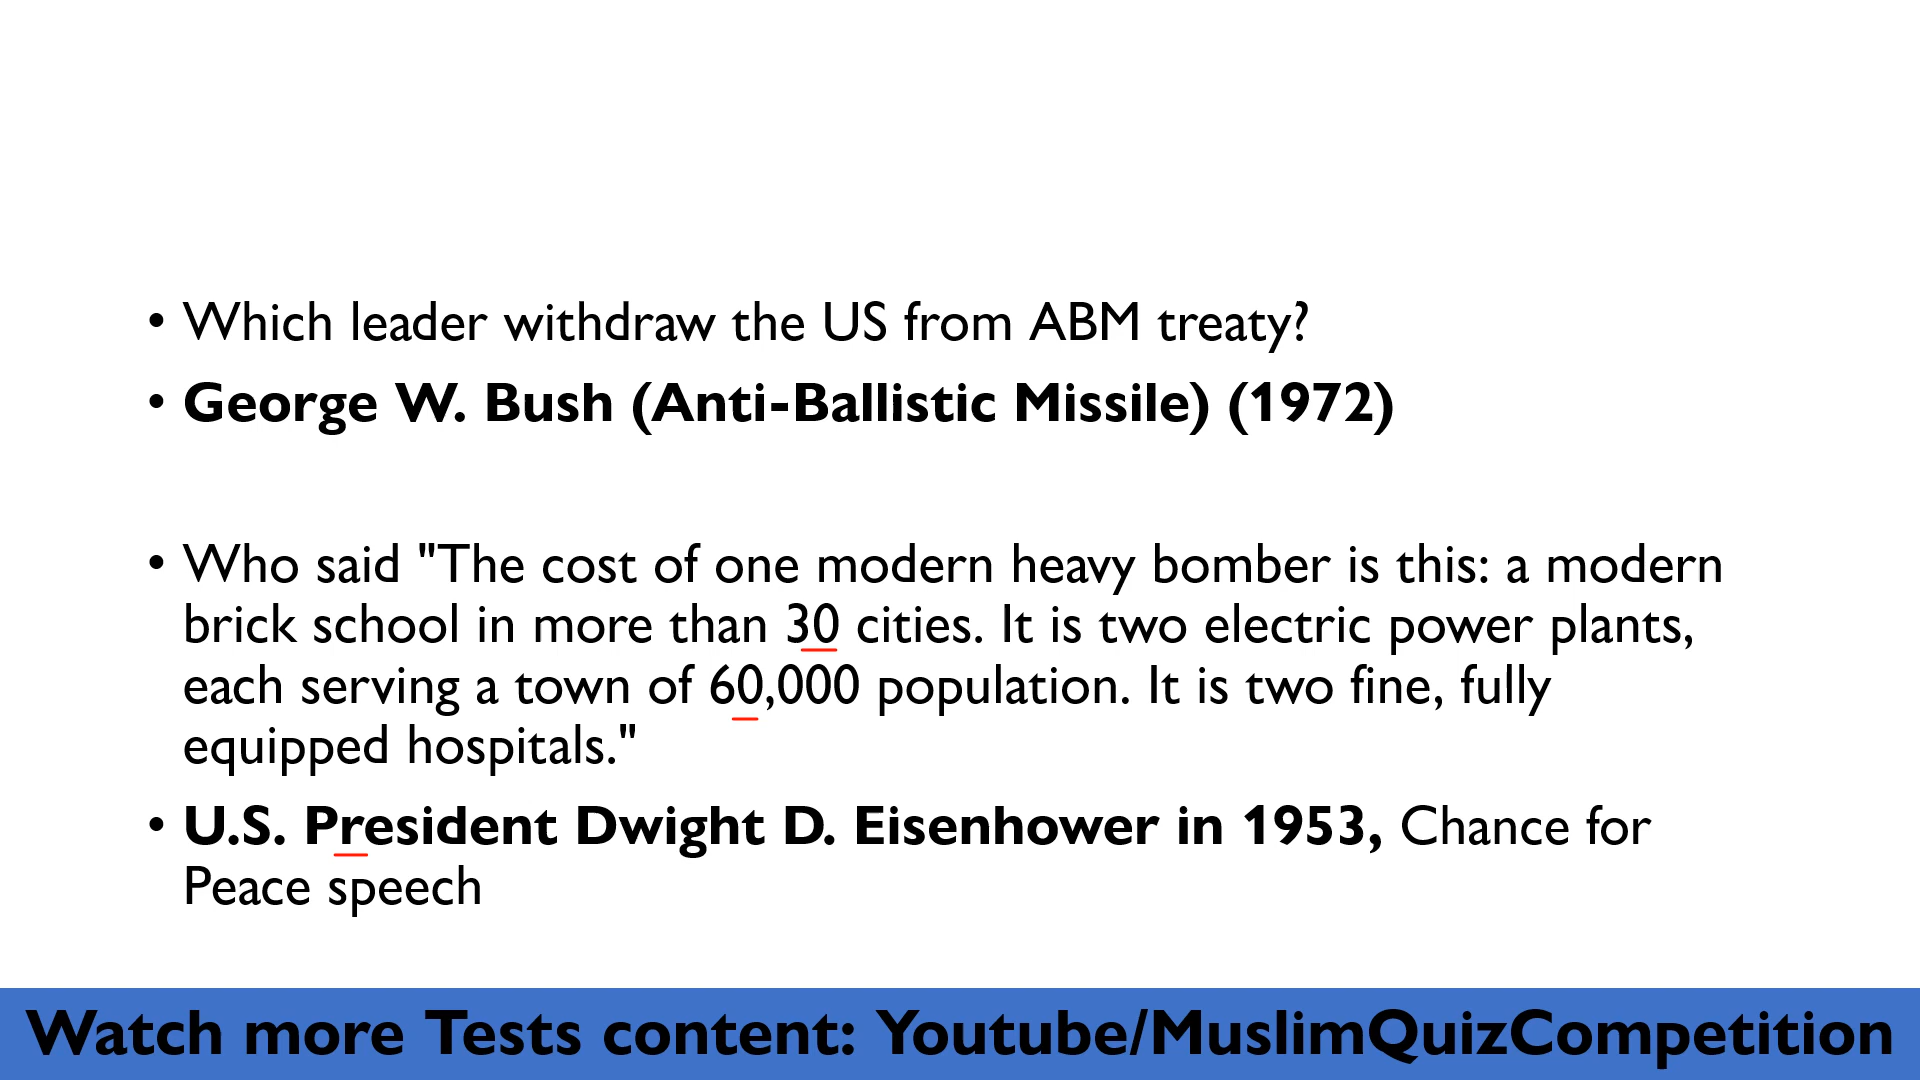 • Which leader withdraw the US from ABM treaty?
• George W. Bush (Anti-Ballistic Missile) (1972)
• Who said "The cost of one modern heavy bomber is this: a modern
brick school in more than 30 cities. It is two electric power plants,
each serving a town of 60,000 population. It is two fine, fully
equipped hospitals."
• U.S. President Dwight D. Eisenhower in 1953, Chance for
Peace speech
Watch more Tests content: Youtube/MuslimQuizCompetition